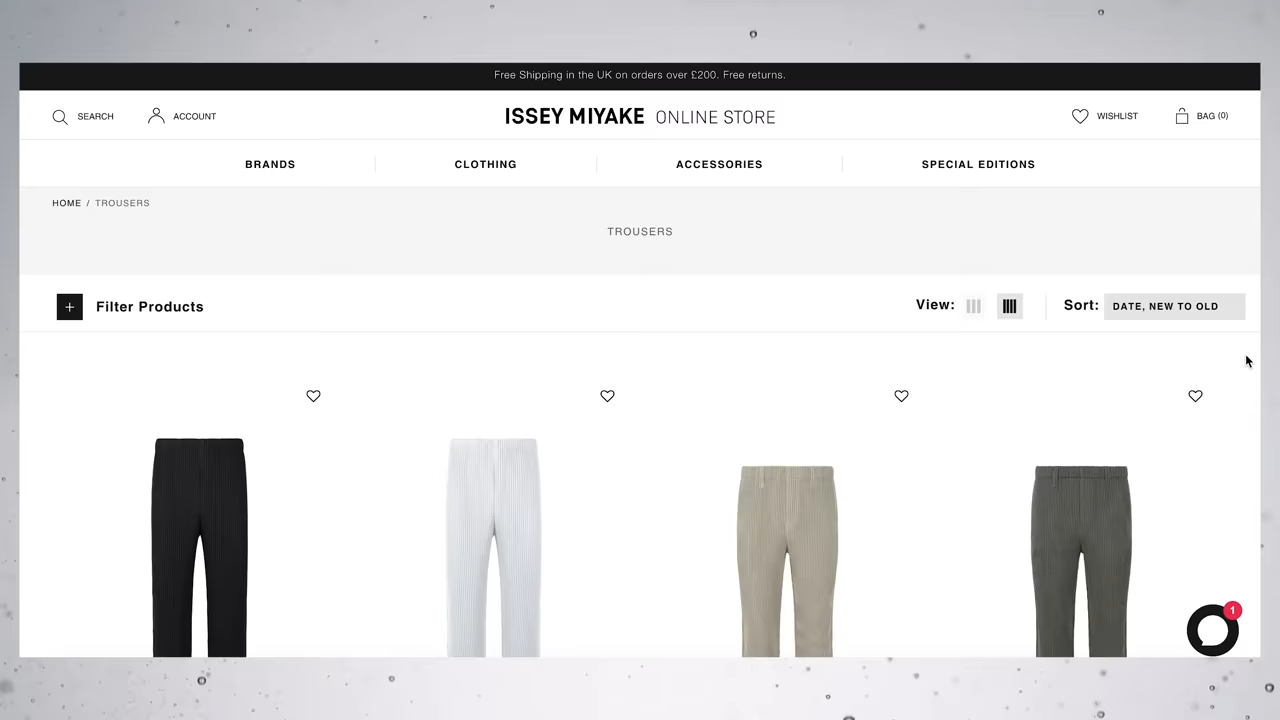 Free Shipping in the UK on orders over £200. Free returns.
SEARCH ACCOUNT ISSEY MIYAKE ONLINE STORE WISHLIST BAG (0)
BRANDS CLOTHING ACCESSORIES SPECIAL EDITIONS
HOME / TROUSERS
TROUSERS
+ Filter Products View: Sort: DATE, NEW TO OLD
1